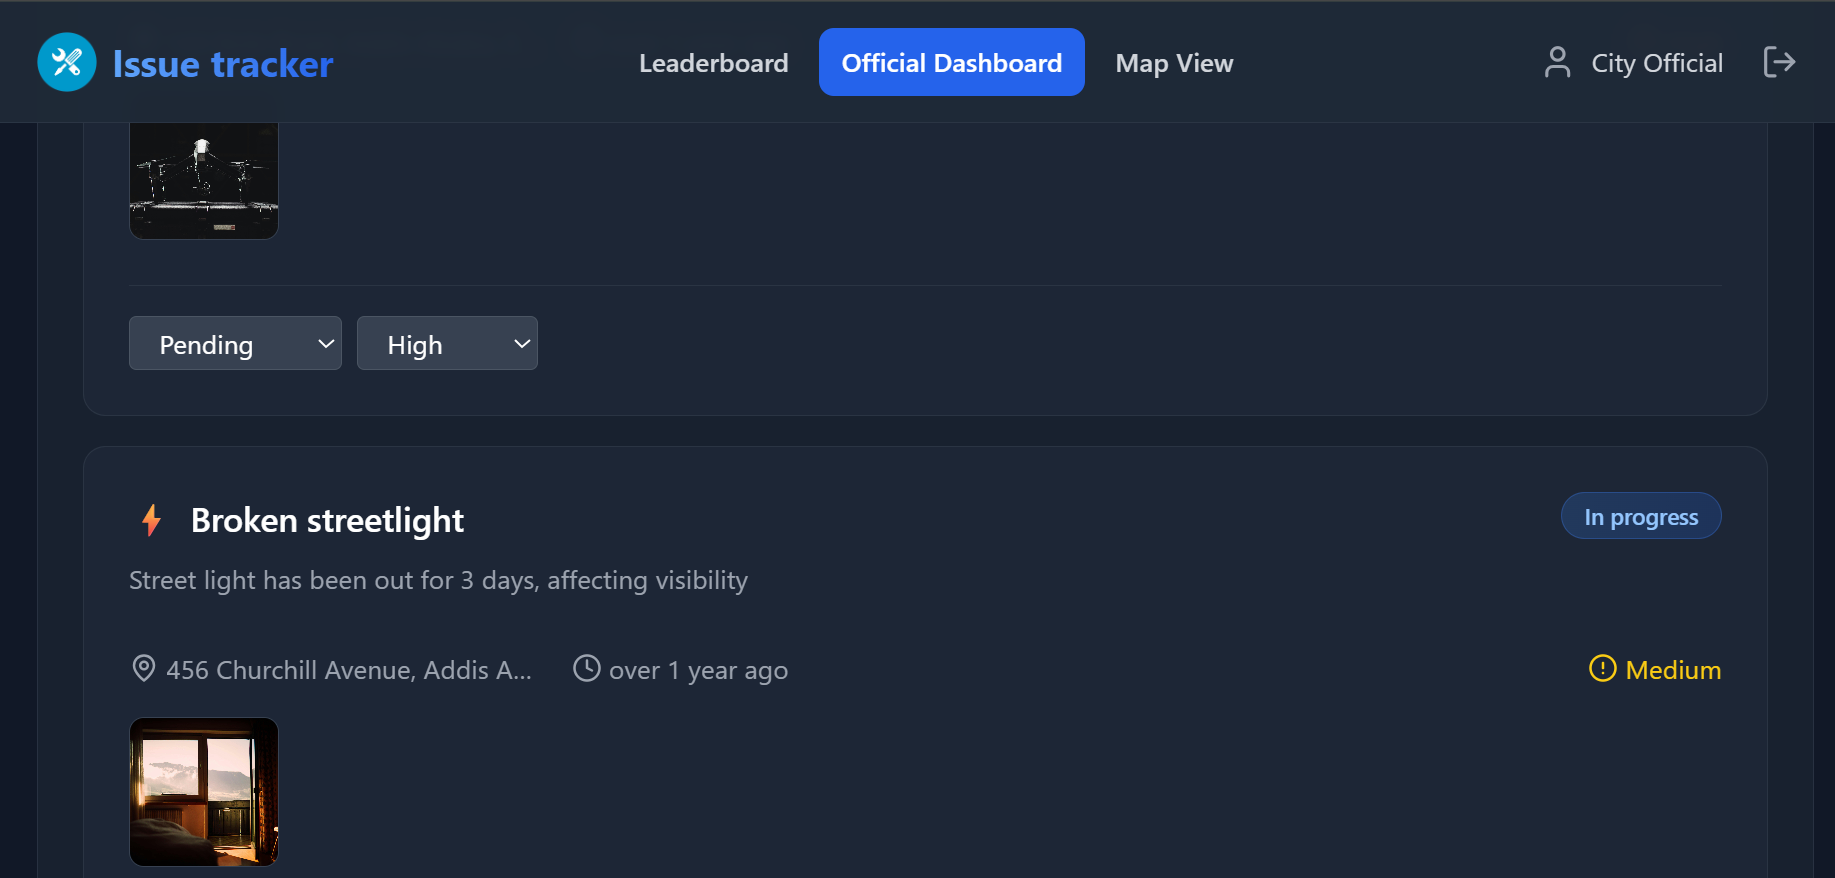 Issue tracker
Leaderboard
Official Dashboard
Map View
City Official
Pending
High
Broken streetlight
In progress
Street light has been out for 3 days, affecting visibility
456 Churchill Avenue, Addis A...
over 1 year ago
Medium